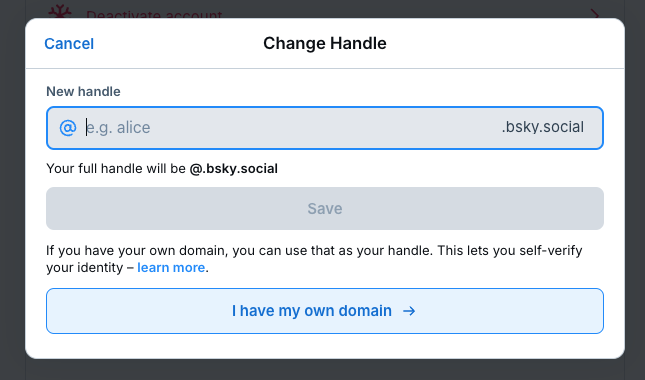 Deactivate account
Cancel
Change Handle
New handle
@ e.g. alice .bsky.social
Your full handle will be @.bsky.social
Save
If you have your own domain, you can use that as your handle. This lets you self-verify
your identity – learn more.
I have my own domain →